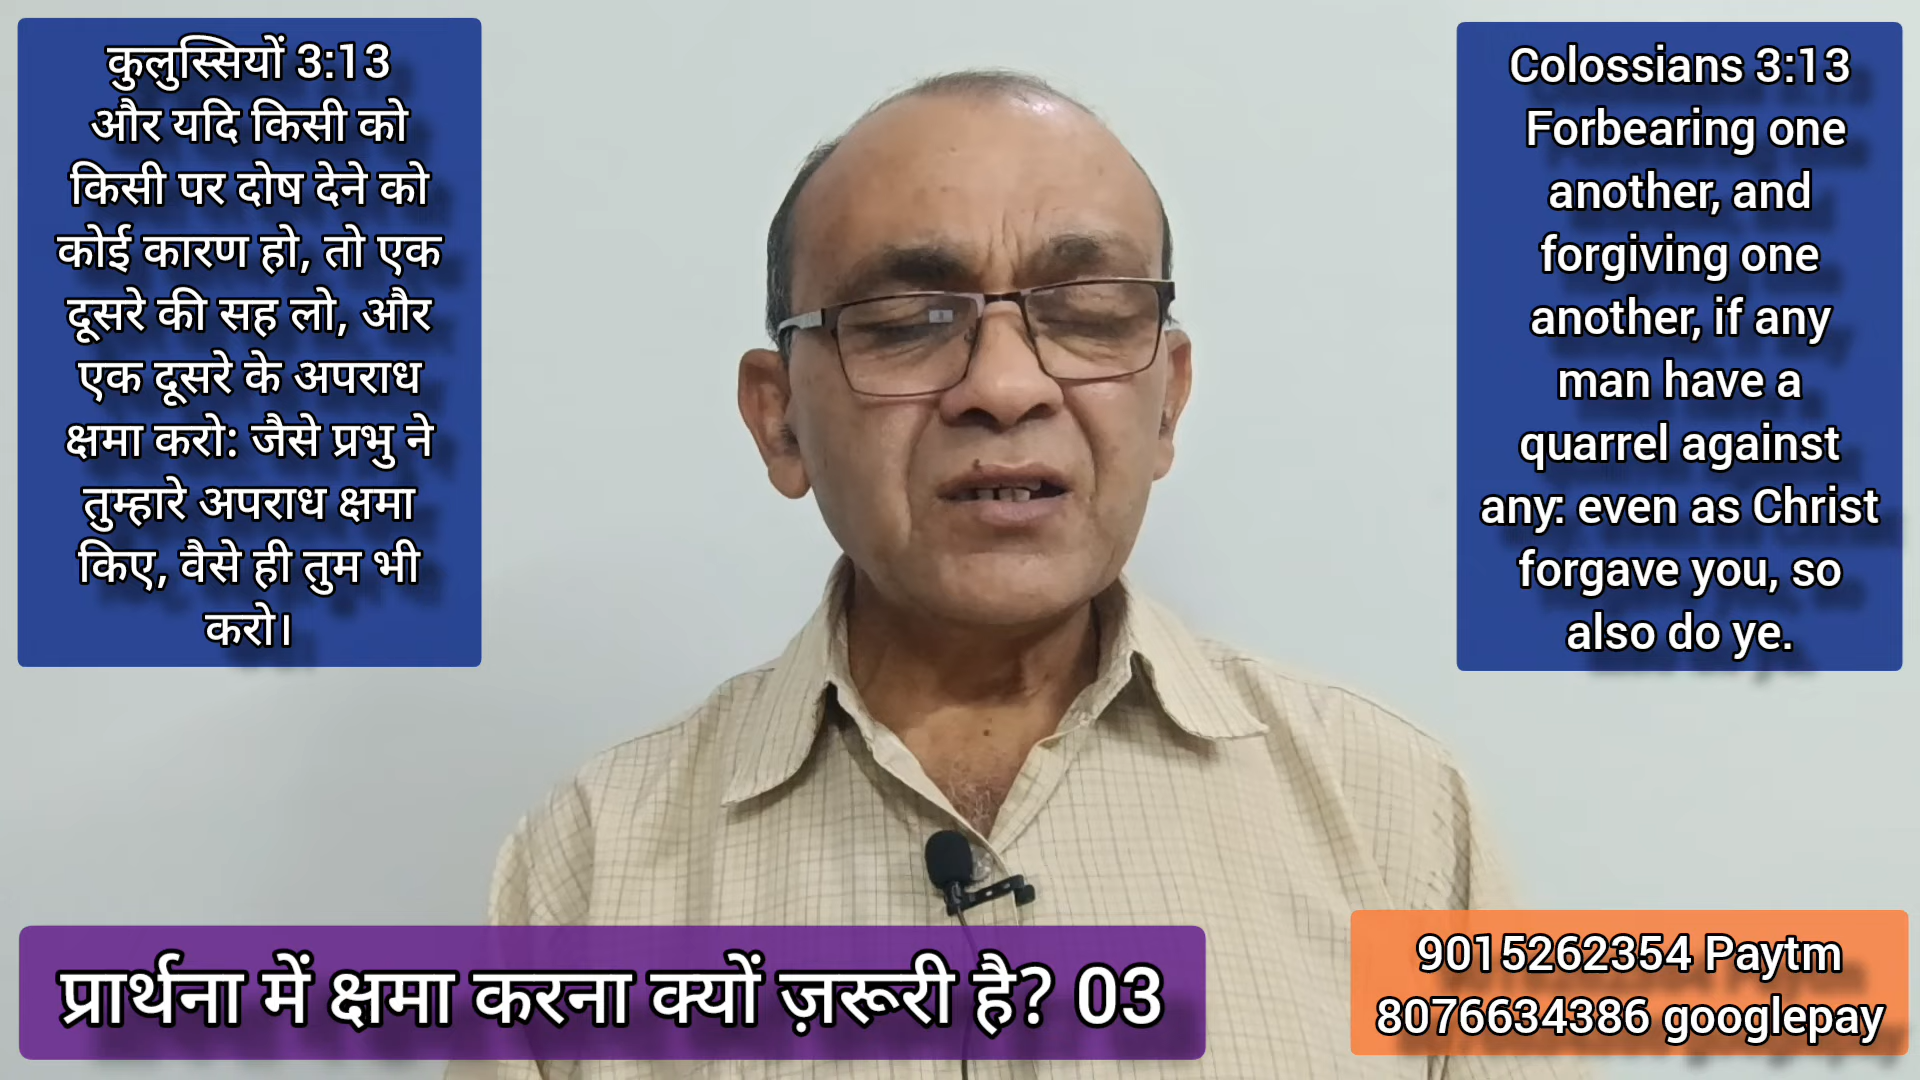 कुलुस्सियों 3:13
और यदि किसी को
किसी पर दोष देने को
कोई कारण हो, तो एक
दूसरे की सह लो, और
एक दूसरे के अपराध
क्षमा करो: जैसे प्रभु ने
तुम्हारे अपराध क्षमा
किए, वैसे ही तुम भी
करो।
Colossians 3:13
Forbearing one
another, and
forgiving one
another, if any
man have a
quarrel against
any: even as Christ
forgave you, so
also do ye.
प्रार्थना में क्षमा करना क्यों ज़रूरी है? 03
9015262354 Paytm
8076634386 googlepay